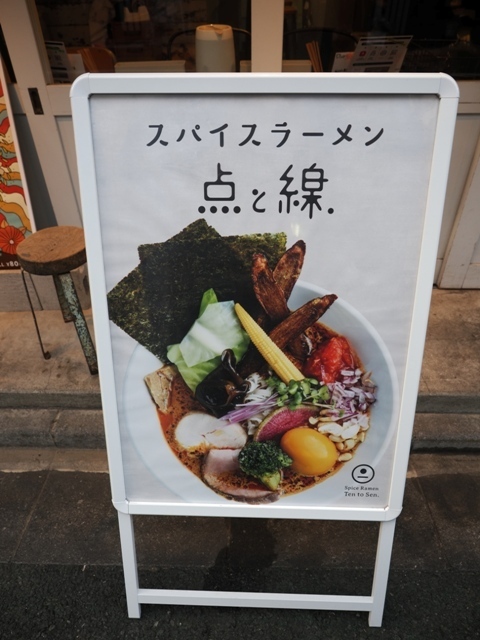 スパイスラーメン
点と線.
Spice Ramen
Ten to Sen.